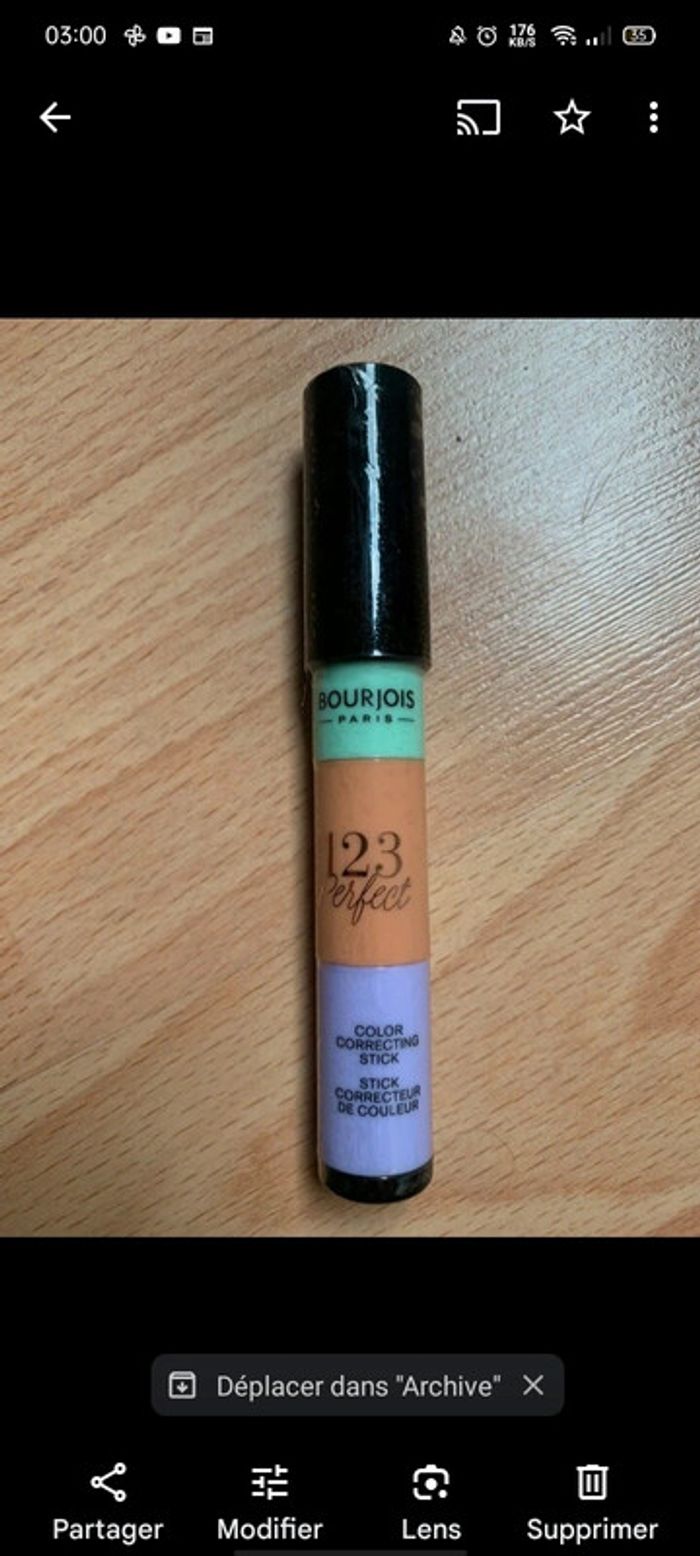 03:00 176 KB/S 35
BOURJOIS
PARIS
123
Perfect
COLOR
CORRECTING
STICK
STICK
CORRECTEUR
DE COULEUR
Déplacer dans "Archive"
Partager Modifier Lens Supprimer